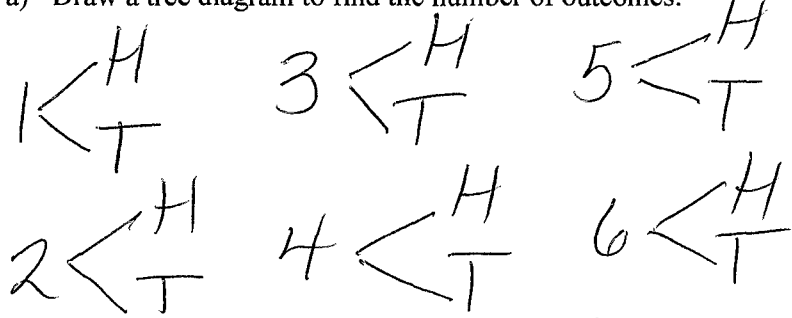 a) Draw a tree diagram to find the number of outcomes.
1 H T 3 H T 5 H T
2 H T 4 H T 6 H T